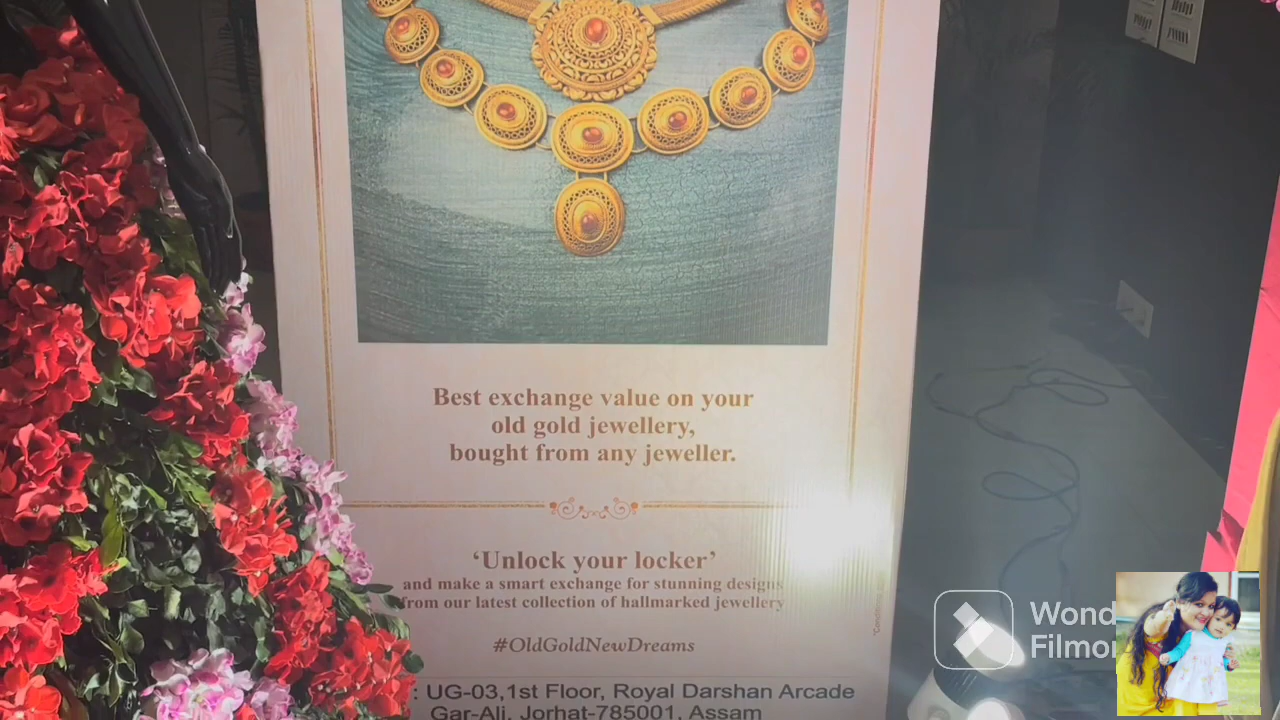 Best exchange value on your
old gold jewellery,
bought from any jeweller.
‘Unlock your locker’
and make a smart exchange for stunning designs
from our latest collection of hallmarked jewellery
#OldGoldNewDreams
: UG-03,1st Floor, Royal Darshan Arcade
Gar-Ali, Jorhat-785001, Assam
Wond
Filmor